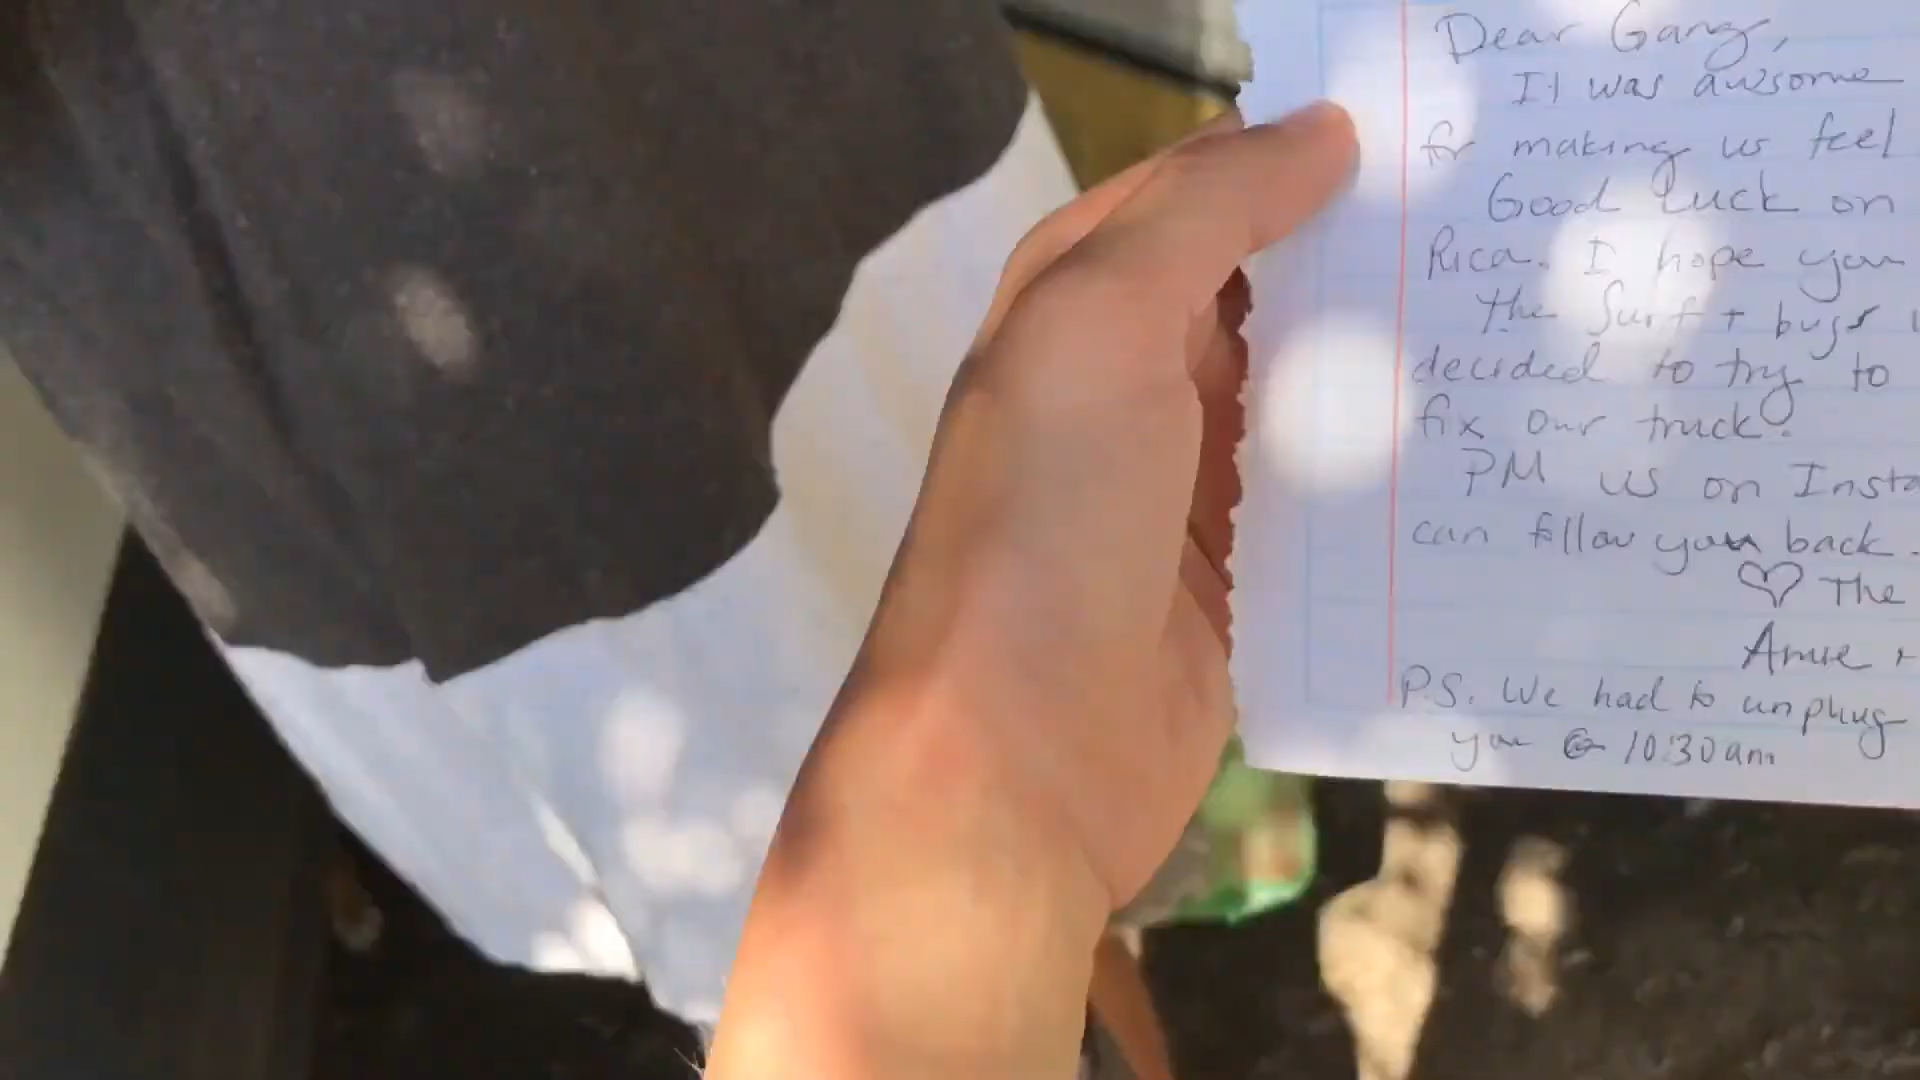 Dear Gang,
It was awsome
for making us feel
Good luck on
Rica. I hope you
the Surf + bugs
decided to try to
fix our truck.
PM us on Insta
can follow you back.
♡ The
+
P.S. We had to unplug
you @ 10:30am